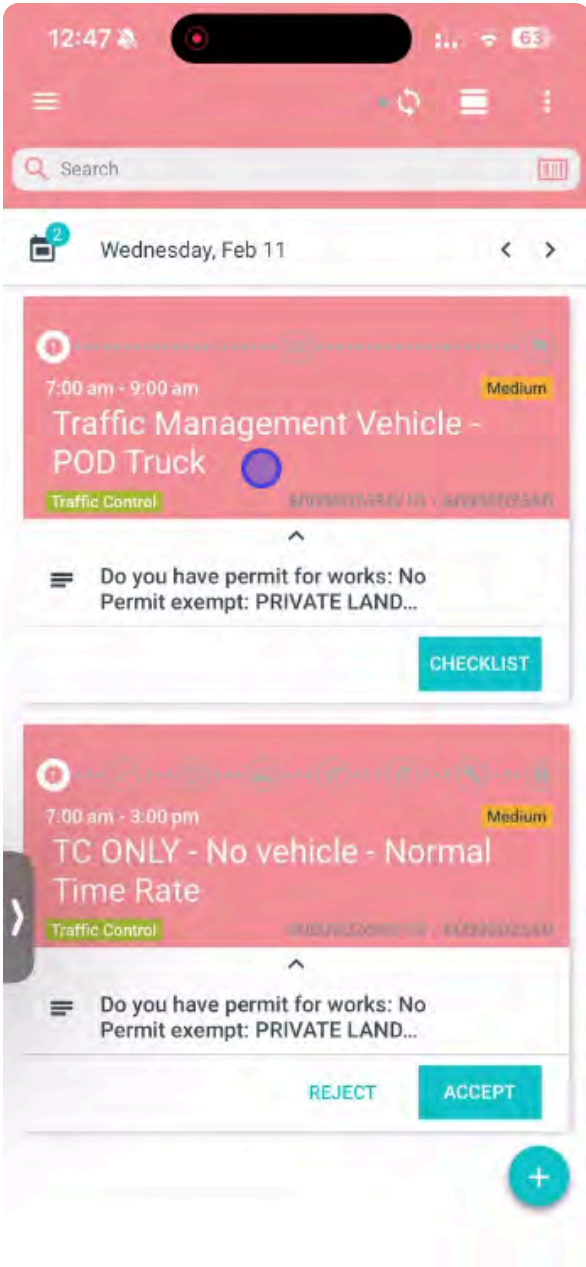 12:47
63
Search
2
Wednesday, Feb 11
7:00 am - 9:00 am
Medium
Traffic Management Vehicle -
POD Truck
Traffic Control
Do you have permit for works: No
Permit exempt: PRIVATE LAND...
CHECKLIST
7:00 am - 3:00 pm
Medium
TC ONLY - No vehicle - Normal
Time Rate
Traffic Control
Do you have permit for works: No
Permit exempt: PRIVATE LAND...
REJECT
ACCEPT